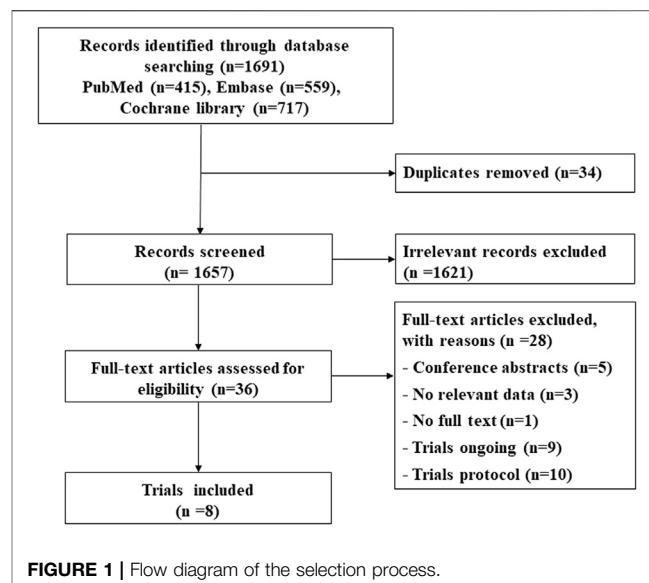 Records identified through database
searching (n=1691)
PubMed (n=415), Embase (n=559),
Cochrane library (n=717)
Duplicates removed (n=34)
Records screened
(n= 1657)
Irrelevant records excluded
(n =1621)
Full-text articles assessed for
eligibility (n=36)
Full-text articles excluded,
with reasons (n =28)
- Conference abstracts (n=5)
- No relevant data (n=3)
- No full text (n=1)
- Trials ongoing (n=9)
- Trials protocol (n=10)
Trials included
(n =8)
FIGURE 1 | Flow diagram of the selection process.